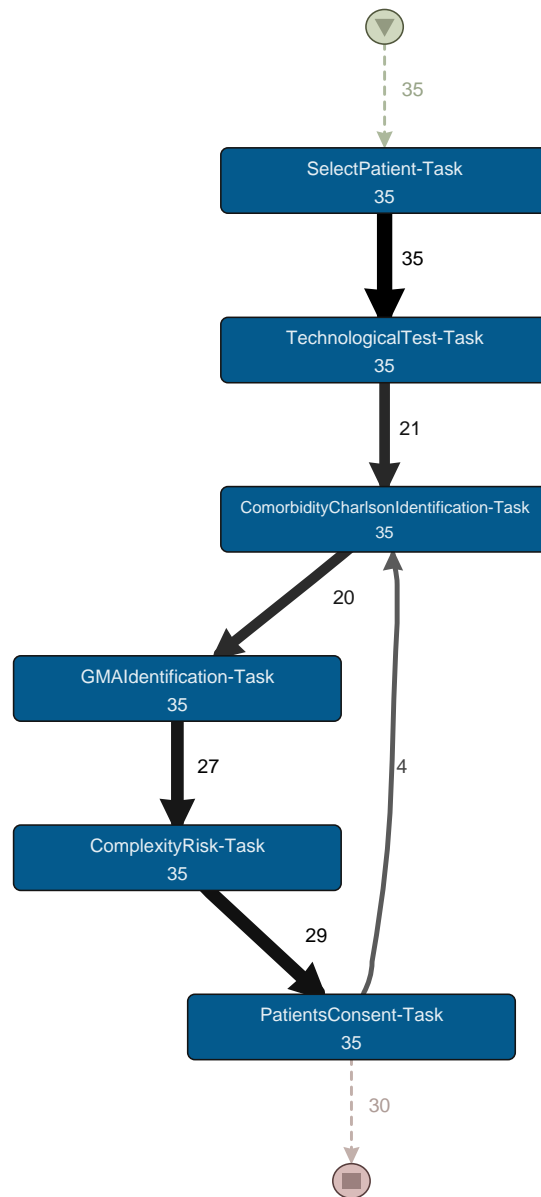 35
SelectPatient-Task
35
35
TechnologicalTest-Task
35
21
ComorbidityCharlsonIdentification-Task
35
20
GMAIdentification-Task
35
27
4
ComplexityRisk-Task
35
29
PatientsConsent-Task
35
30